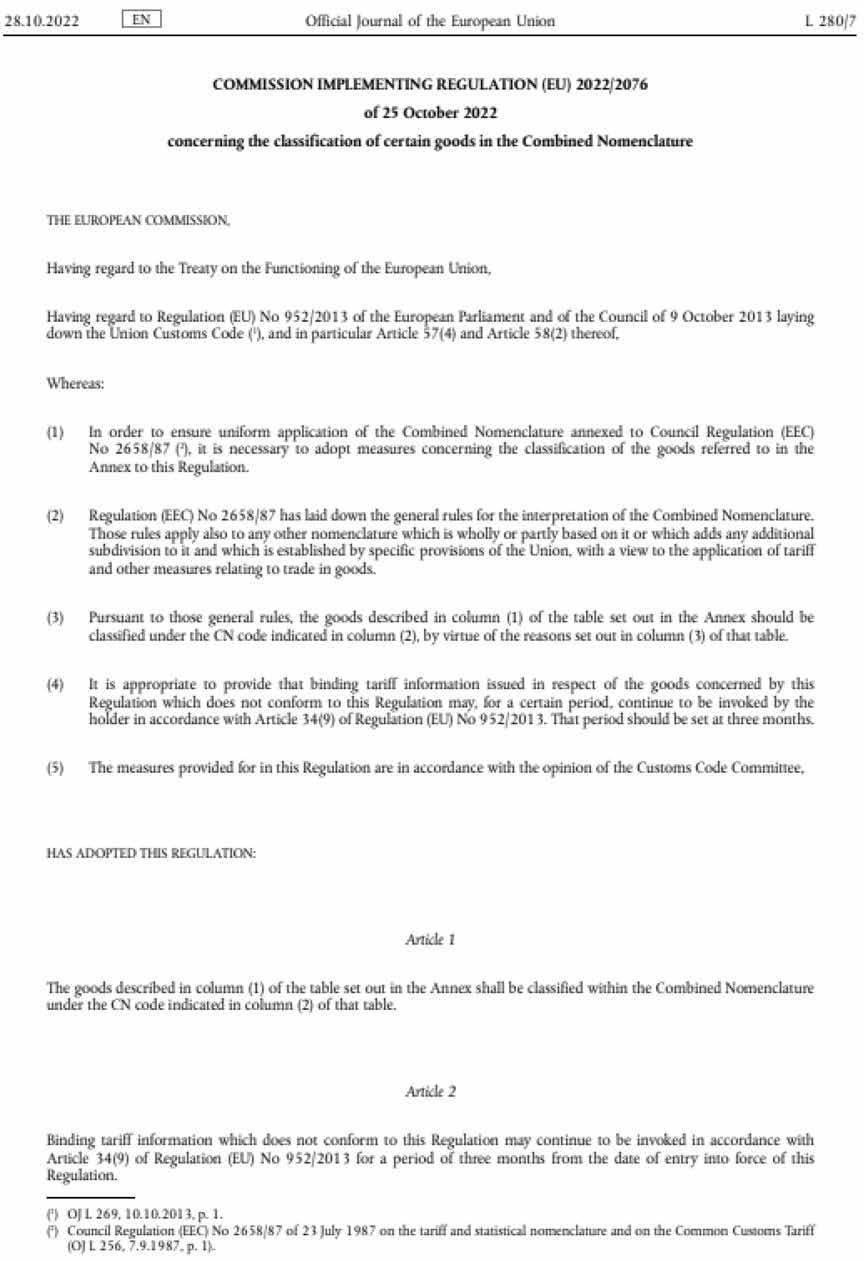 28.10.2022
EN
Official Journal of the European Union
L 280/7
COMMISSION IMPLEMENTING REGULATION (EU) 2022/2076
of 25 October 2022
concerning the classification of certain goods in the Combined Nomenclature
THE EUROPEAN COMMISSION,
Having regard to the Treaty on the Functioning of the European Union,
Having regard to Regulation (EU) No 952/2013 of the European Parliament and of the Council of 9 October 2013 laying
down the Union Customs Code (¹), and in particular Article 57(4) and Article 58(2) thereof,
Whereas:
(1) In order to ensure uniform application of the Combined Nomenclature annexed to Council Regulation (EEC)
No 2658/87 (²), it is necessary to adopt measures concerning the classification of the goods referred to in the
Annex to this Regulation.
(2) Regulation (EEC) No 2658/87 has laid down the general rules for the interpretation of the Combined Nomenclature.
Those rules apply also to any other nomenclature which is wholly or partly based on it or which adds any additional
subdivision to it and which is established by specific provisions of the Union, with a view to the application of tariff
and other measures relating to trade in goods.
(3) Pursuant to those general rules, the goods described in column (1) of the table set out in the Annex should be
classified under the CN code indicated in column (2), by virtue of the reasons set out in column (3) of that table.
(4) It is appropriate to provide that binding tariff information issued in respect of the goods concerned by this
Regulation which does not conform to this Regulation may, for a certain period, continue to be invoked by the
holder in accordance with Article 34(9) of Regulation (EU) No 952/2013. That period should be set at three months.
(5) The measures provided for in this Regulation are in accordance with the opinion of the Customs Code Committee,
HAS ADOPTED THIS REGULATION:
Article 1
The goods described in column (1) of the table set out in the Annex shall be classified within the Combined Nomenclature
under the CN code indicated in column (2) of that table.
Article 2
Binding tariff information which does not conform to this Regulation may continue to be invoked in accordance with
Article 34(9) of Regulation (EU) No 952/2013 for a period of three months from the date of entry into force of this
Regulation.
(¹) OJ L 269, 10.10.2013, p. 1.
(²) Council Regulation (EEC) No 2658/87 of 23 July 1987 on the tariff and statistical nomenclature and on the Common Customs Tariff
(OJ L 256, 7.9.1987, p. 1).